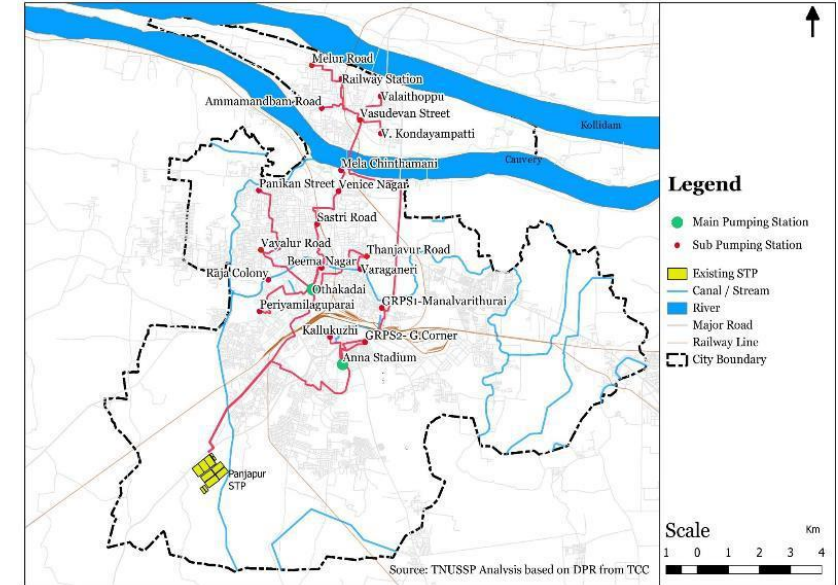 Melur Road
Railway Station
Valaithoppu
Ammamandbam Road
Vasudevan Street
V. Kondayampatti
Kollidam
Cauvery
Mela Chinthamani
Panikan Street
Venice Nagar
Sastri Road
Vayalur Road
Thanjavur Road
Beema Nagar
Varaganeri
Raja Colony
Othakadai
Periyamilaguparai
GRPS1-Manalvarithurai
Kallukuzhi
GRPS2- G.Corner
Anna Stadium
Panjapur
STP
Source: TNUSSP Analysis based on DPR from TCC
Legend
Main Pumping Station
Sub Pumping Station
Existing STP
Canal / Stream
River
Major Road
Railway Line
City Boundary
Scale
Km
1 0 1 2 3 4